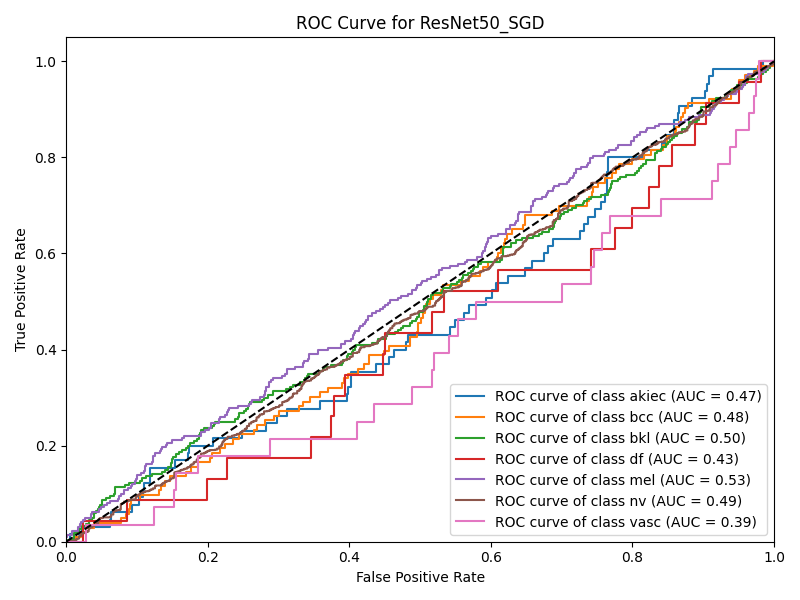 ROC Curve for ResNet50_SGD
True Positive Rate
1.0
0.8
0.6
0.4
0.2
0.0
ROC curve of class akiec (AUC = 0.47)
ROC curve of class bcc (AUC = 0.48)
ROC curve of class bkl (AUC = 0.50)
ROC curve of class df (AUC = 0.43)
ROC curve of class mel (AUC = 0.53)
ROC curve of class nv (AUC = 0.49)
ROC curve of class vasc (AUC = 0.39)
0.0 0.2 0.4 0.6 0.8 1.0
False Positive Rate